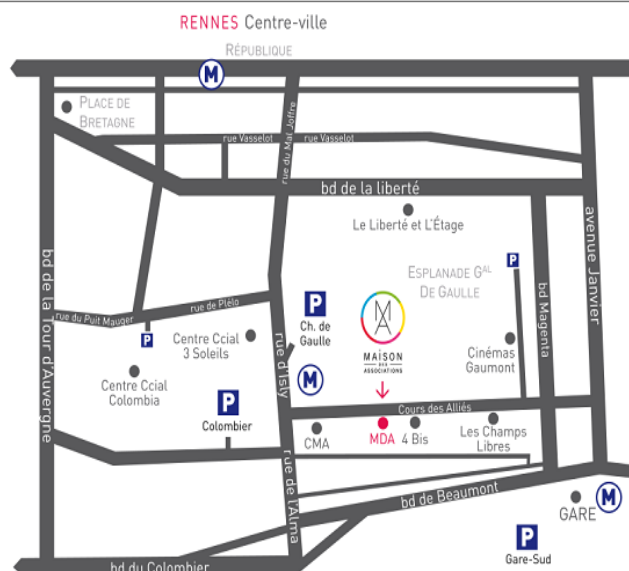 RENNES Centre-ville
RÉPUBLIQUE
M
PLACE DE
BRETAGNE
rue Vasselot
rue Vasselot
rue du Mal Joffre
bd de la liberté
Le Liberté et L'Étage
ESPLANADE GAL
DE GAULLE
P
avenue Janvier
bd Magenta
bd de la Tour d'Auvergne
rue du Puit Mauger
rue de Plélo
P
Centre Ccial
3 Soleils
Centre Ccial
Colombia
P
Ch. de
Gaulle
rue d'Isly
M
MA
MAISON
DES
ASSOCIATIONS
Cinémas
Gaumont
P
Colombier
Cours des Alliés
CMA
MDA
4 Bis
Les Champs
Libres
rue de l'Alma
bd de Beaumont
GARE
M
P
Gare-Sud
bd du Colombier